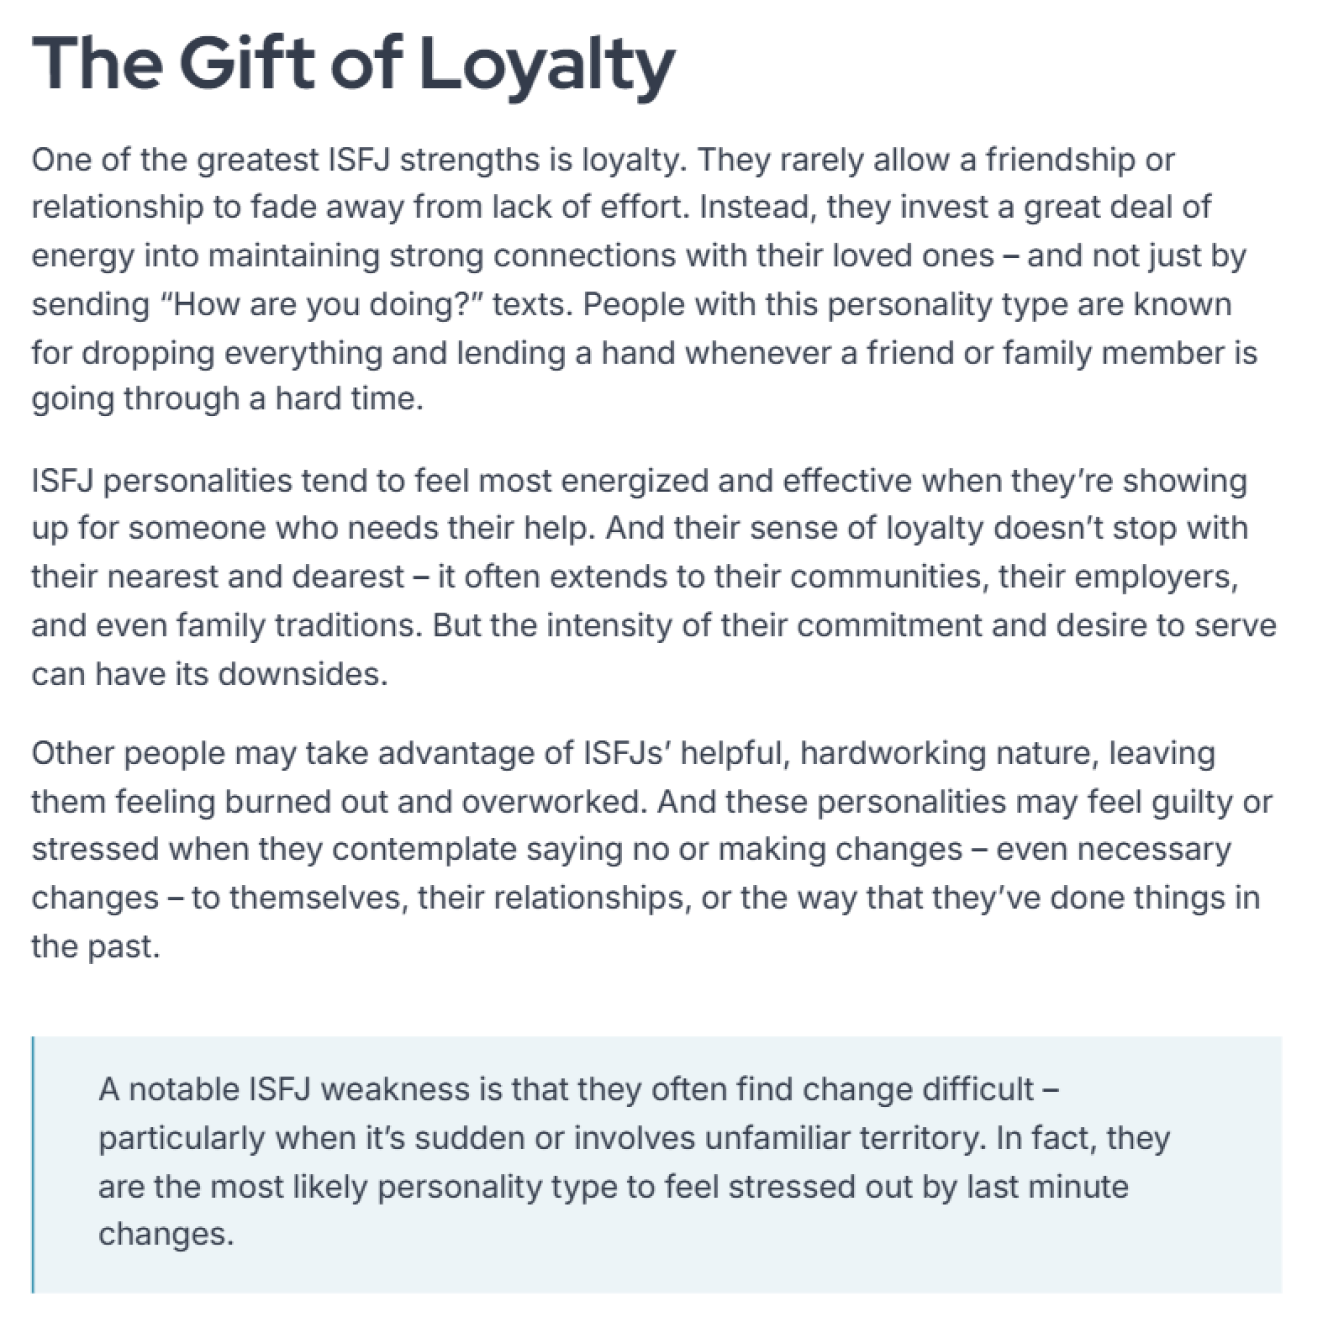 The Gift of Loyalty
One of the greatest ISFJ strengths is loyalty. They rarely allow a friendship or
relationship to fade away from lack of effort. Instead, they invest a great deal of
energy into maintaining strong connections with their loved ones – and not just by
sending “How are you doing?” texts. People with this personality type are known
for dropping everything and lending a hand whenever a friend or family member is
going through a hard time.
ISFJ personalities tend to feel most energized and effective when they’re showing
up for someone who needs their help. And their sense of loyalty doesn’t stop with
their nearest and dearest – it often extends to their communities, their employers,
and even family traditions. But the intensity of their commitment and desire to serve
can have its downsides.
Other people may take advantage of ISFJs’ helpful, hardworking nature, leaving
them feeling burned out and overworked. And these personalities may feel guilty or
stressed when they contemplate saying no or making changes – even necessary
changes – to themselves, their relationships, or the way that they’ve done things in
the past.
A notable ISFJ weakness is that they often find change difficult –
particularly when it’s sudden or involves unfamiliar territory. In fact, they
are the most likely personality type to feel stressed out by last minute
changes.